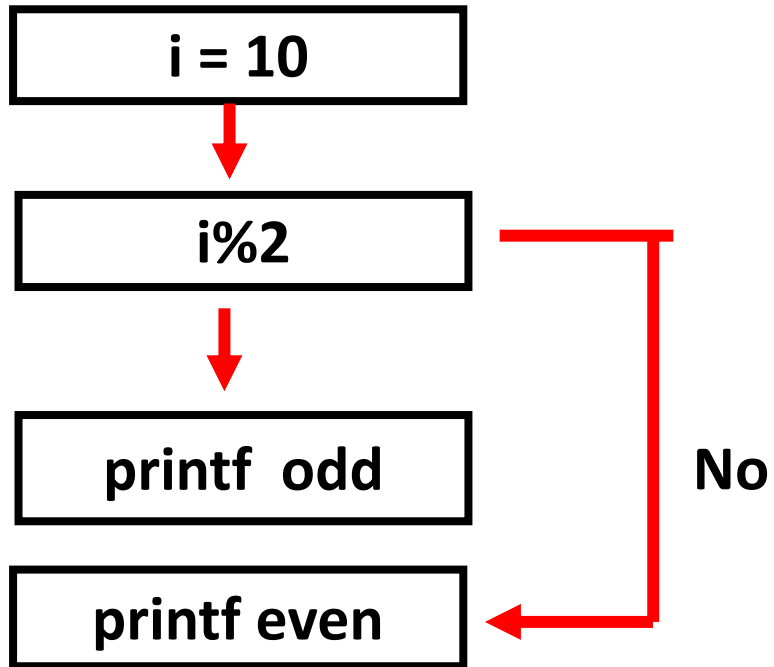 i = 10
i%2
printf odd
No
printf even